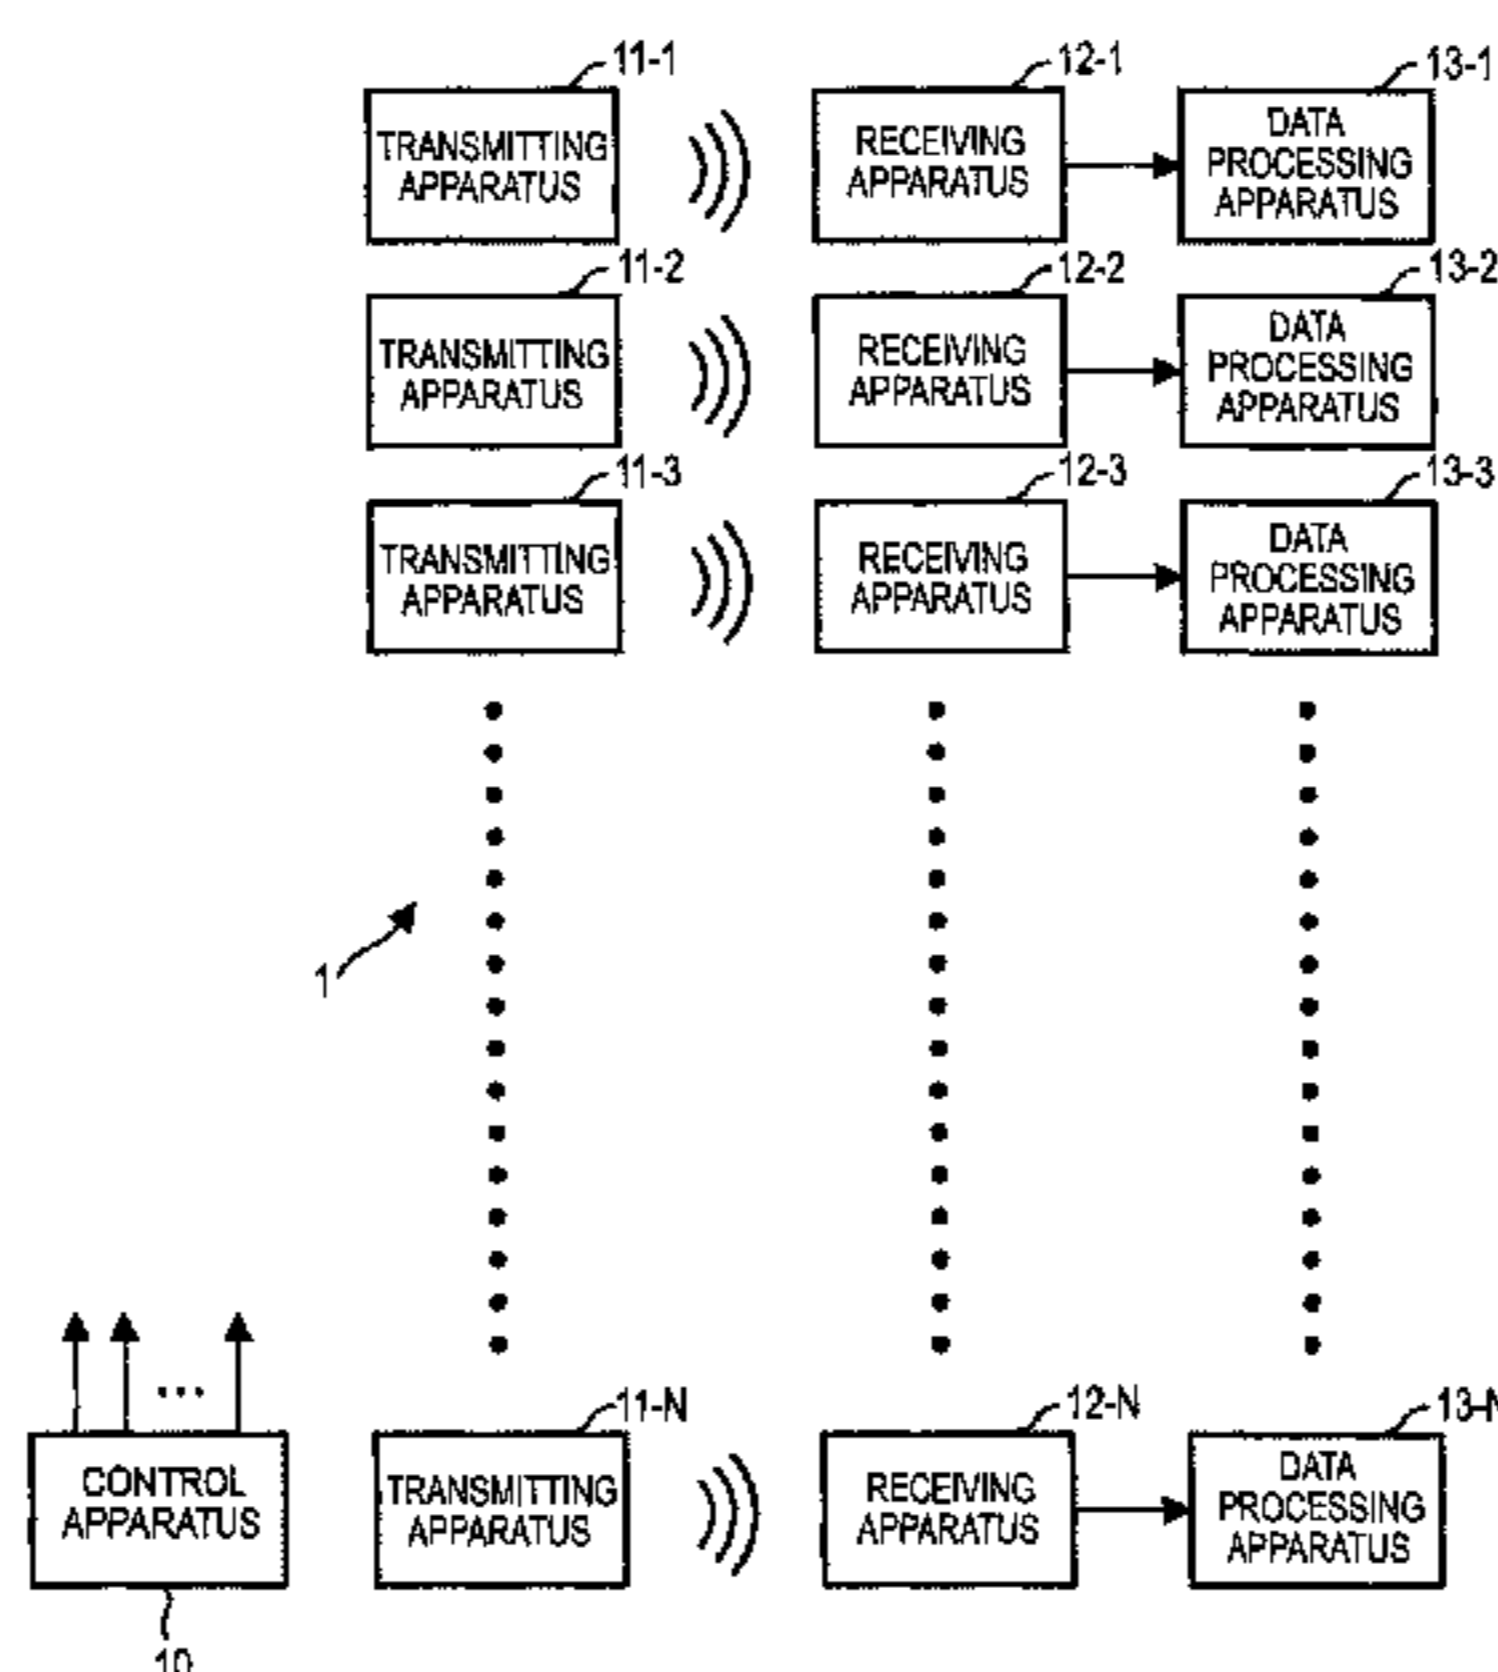 11-1
12-1
13-1
TRANSMITTING
APPARATUS
RECEIVING
APPARATUS
DATA
PROCESSING
APPARATUS
11-2
12-2
13-2
TRANSMITTING
APPARATUS
RECEIVING
APPARATUS
DATA
PROCESSING
APPARATUS
11-3
12-3
13-3
TRANSMITTING
APPARATUS
RECEIVING
APPARATUS
DATA
PROCESSING
APPARATUS
1
...
11-N
12-N
13-N
CONTROL
APPARATUS
TRANSMITTING
APPARATUS
RECEIVING
APPARATUS
DATA
PROCESSING
APPARATUS
10